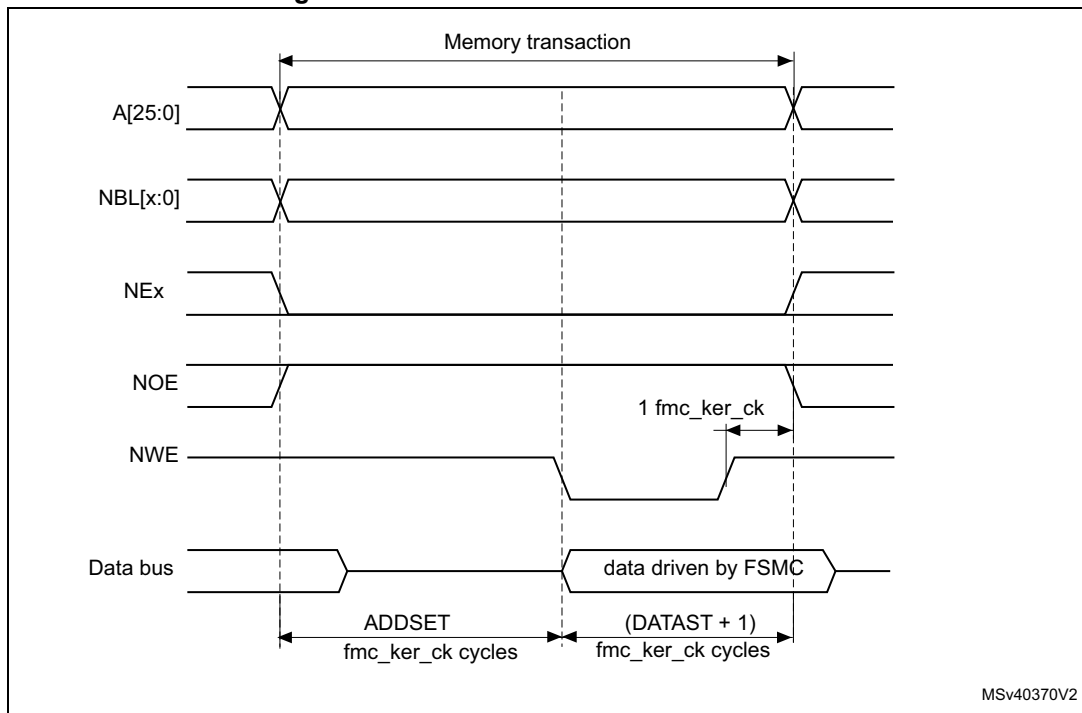 Memory transaction
A[25:0]
NBL[x:0]
NEx
NOE
1 fmc_ker_ck
NWE
Data bus
data driven by FSMC
ADDSET
(DATAST + 1)
fmc_ker_ck cycles
fmc_ker_ck cycles
MSv40370V2